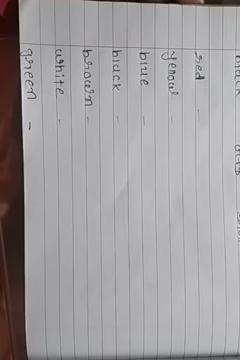 red -
yellow -
blue -
black -
brown -
white -
green -